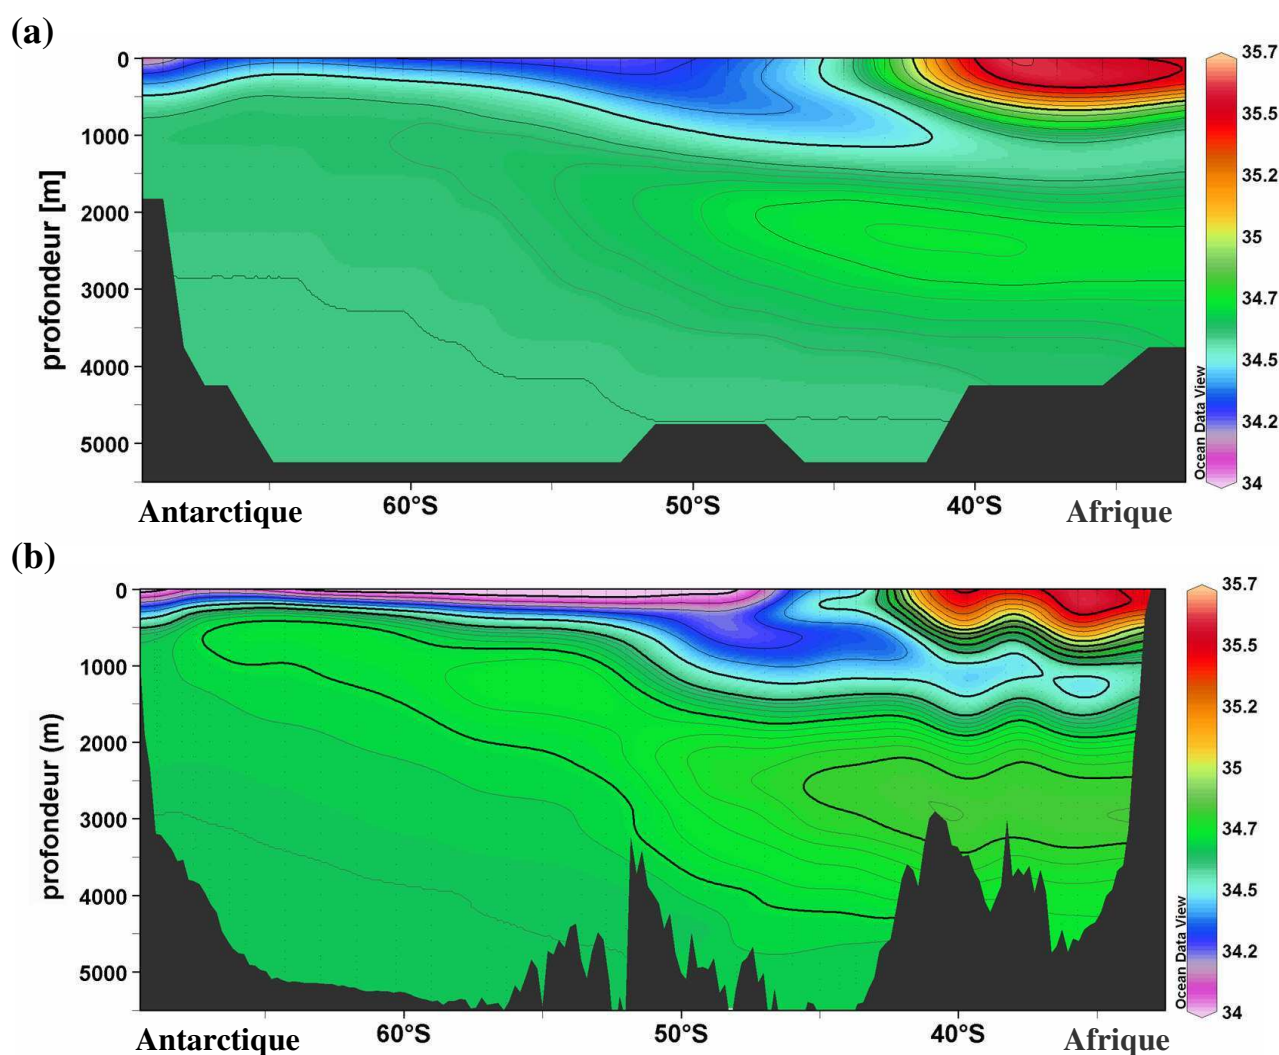 (a)
35.7
35.5
35.2
35
34.7
34.5
34.2
34
Ocean Data View
0
1000
2000
3000
4000
5000
profondeur [m]
60°S
50°S
40°S
Antarctique
Afrique
(b)
35.7
35.5
35.2
35
34.7
34.5
34.2
34
Ocean Data View
0
1000
2000
3000
4000
5000
profondeur (m)
60°S
50°S
40°S
Antarctique
Afrique